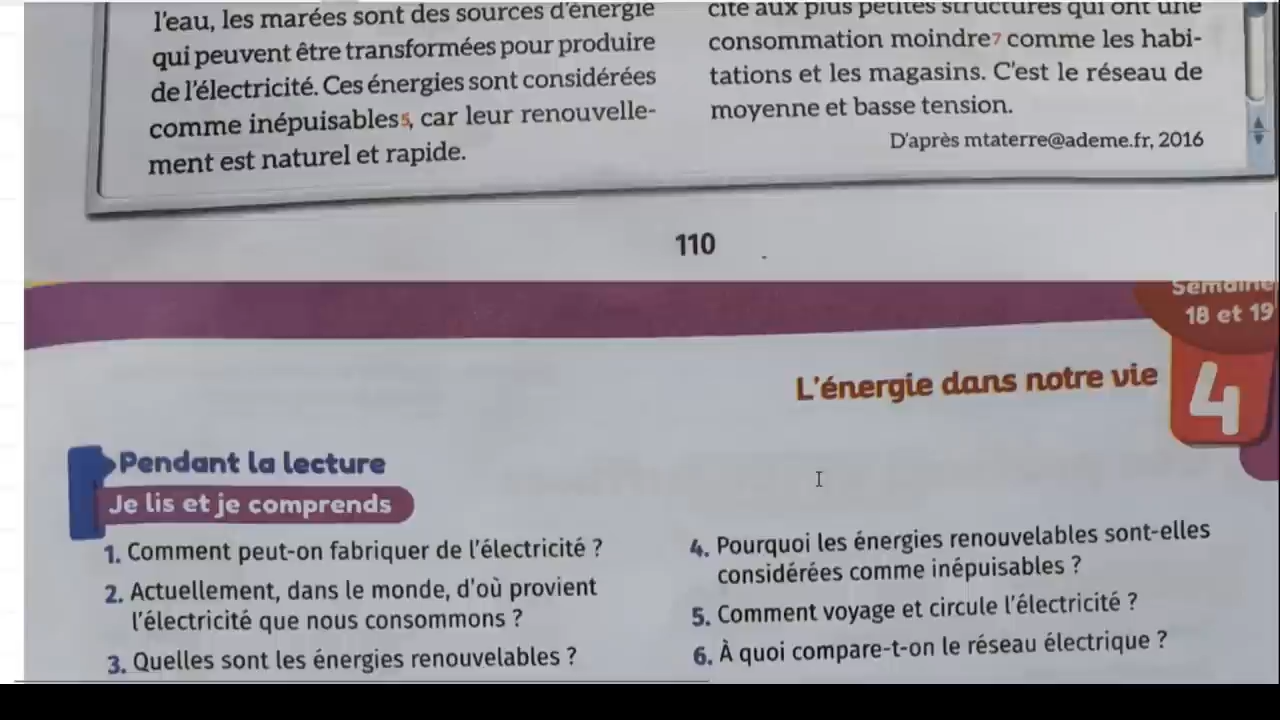 l'eau, les marées sont des sources d'énergie
qui peuvent être transformées pour produire
de l'électricité. Ces énergies sont considérées
comme inépuisables5, car leur renouvelle-
ment est naturel et rapide.
cité aux plus petites structures qui ont une
consommation moindre7 comme les habi-
tations et les magasins. C'est le réseau de
moyenne et basse tension.
D'après mtaterre@ademe.fr, 2016
110
Semaine
18 et 19
4
L'énergie dans notre vie
Pendant la lecture
Je lis et je comprends
1. Comment peut-on fabriquer de l'électricité ?
2. Actuellement, dans le monde, d'où provient
l'électricité que nous consommons ?
3. Quelles sont les énergies renouvelables ?
4. Pourquoi les énergies renouvelables sont-elles
considérées comme inépuisables ?
5. Comment voyage et circule l'électricité ?
6. À quoi compare-t-on le réseau électrique ?